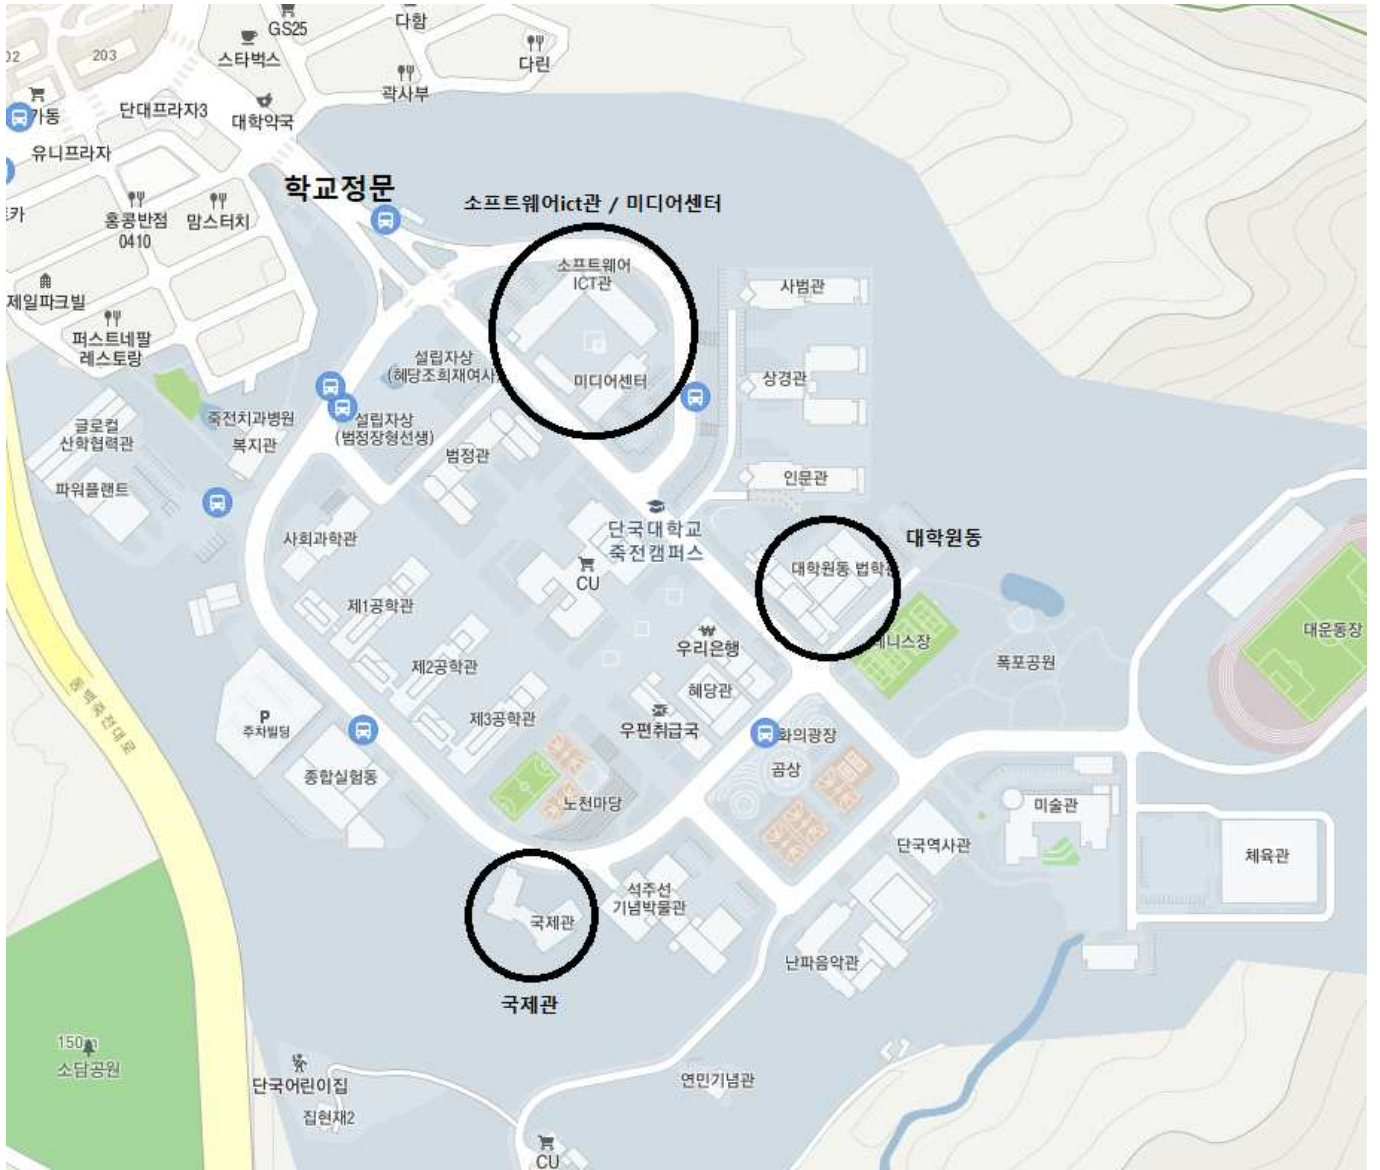 GS25
다함
스타벅스
다린
02
203
곽사부
가동
단대프라자3
대학약국
유니프라자
학교정문
홍콩반점
0410
맘스터치
소프트웨어ict관 / 미디어센터
소프트웨어
ICT관
사범관
제일파크빌
퍼스트네팔
레스토랑
설립자상
(혜당조희재여사)
미디어센터
상경관
글로컬
산학협력관
죽전치과병원
복지관
설립자상
(범정장형선생)
범정관
인문관
파워플랜트
단국대학교
죽전캠퍼스
대학원동
사회과학관
CU
대학원동 법학관
제1공학관
우리은행
테니스장
폭포공원
대운동장
제2공학관
혜당관
P
주차빌딩
제3공학관
우편취급국
화의광장
곰상
종합실험동
노천마당
미술관
단국역사관
체육관
석주선
기념박물관
국제관
난파음악관
국제관
150m
소담공원
단국어린이집
연민기념관
집현재2
CU